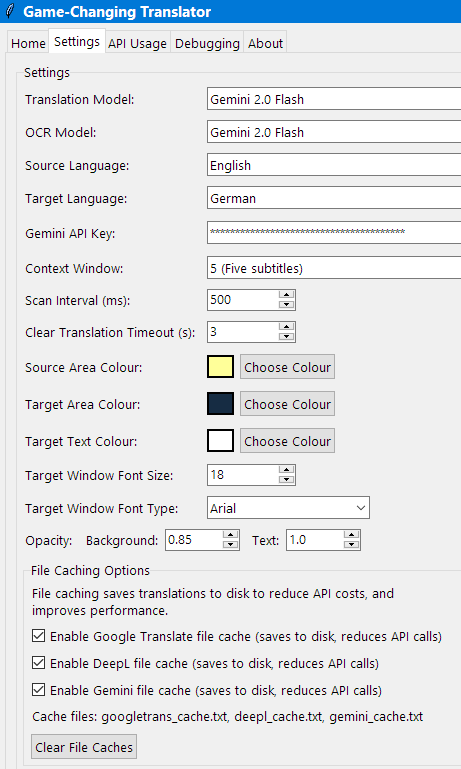 Game-Changing Translator
Home Settings API Usage Debugging About
Settings
Translation Model: Gemini 2.0 Flash
OCR Model: Gemini 2.0 Flash
Source Language: English
Target Language: German
Gemini API Key: ***************************************
Context Window: 5 (Five subtitles)
Scan Interval (ms): 500
Clear Translation Timeout (s): 3
Source Area Colour: Choose Colour
Target Area Colour: Choose Colour
Target Text Colour: Choose Colour
Target Window Font Size: 18
Target Window Font Type: Arial
Opacity: Background: 0.85 Text: 1.0
File Caching Options
File caching saves translations to disk to reduce API costs, and
improves performance.
Enable Google Translate file cache (saves to disk, reduces API calls)
Enable DeepL file cache (saves to disk, reduces API calls)
Enable Gemini file cache (saves to disk, reduces API calls)
Cache files: googletrans_cache.txt, deepl_cache.txt, gemini_cache.txt
Clear File Caches